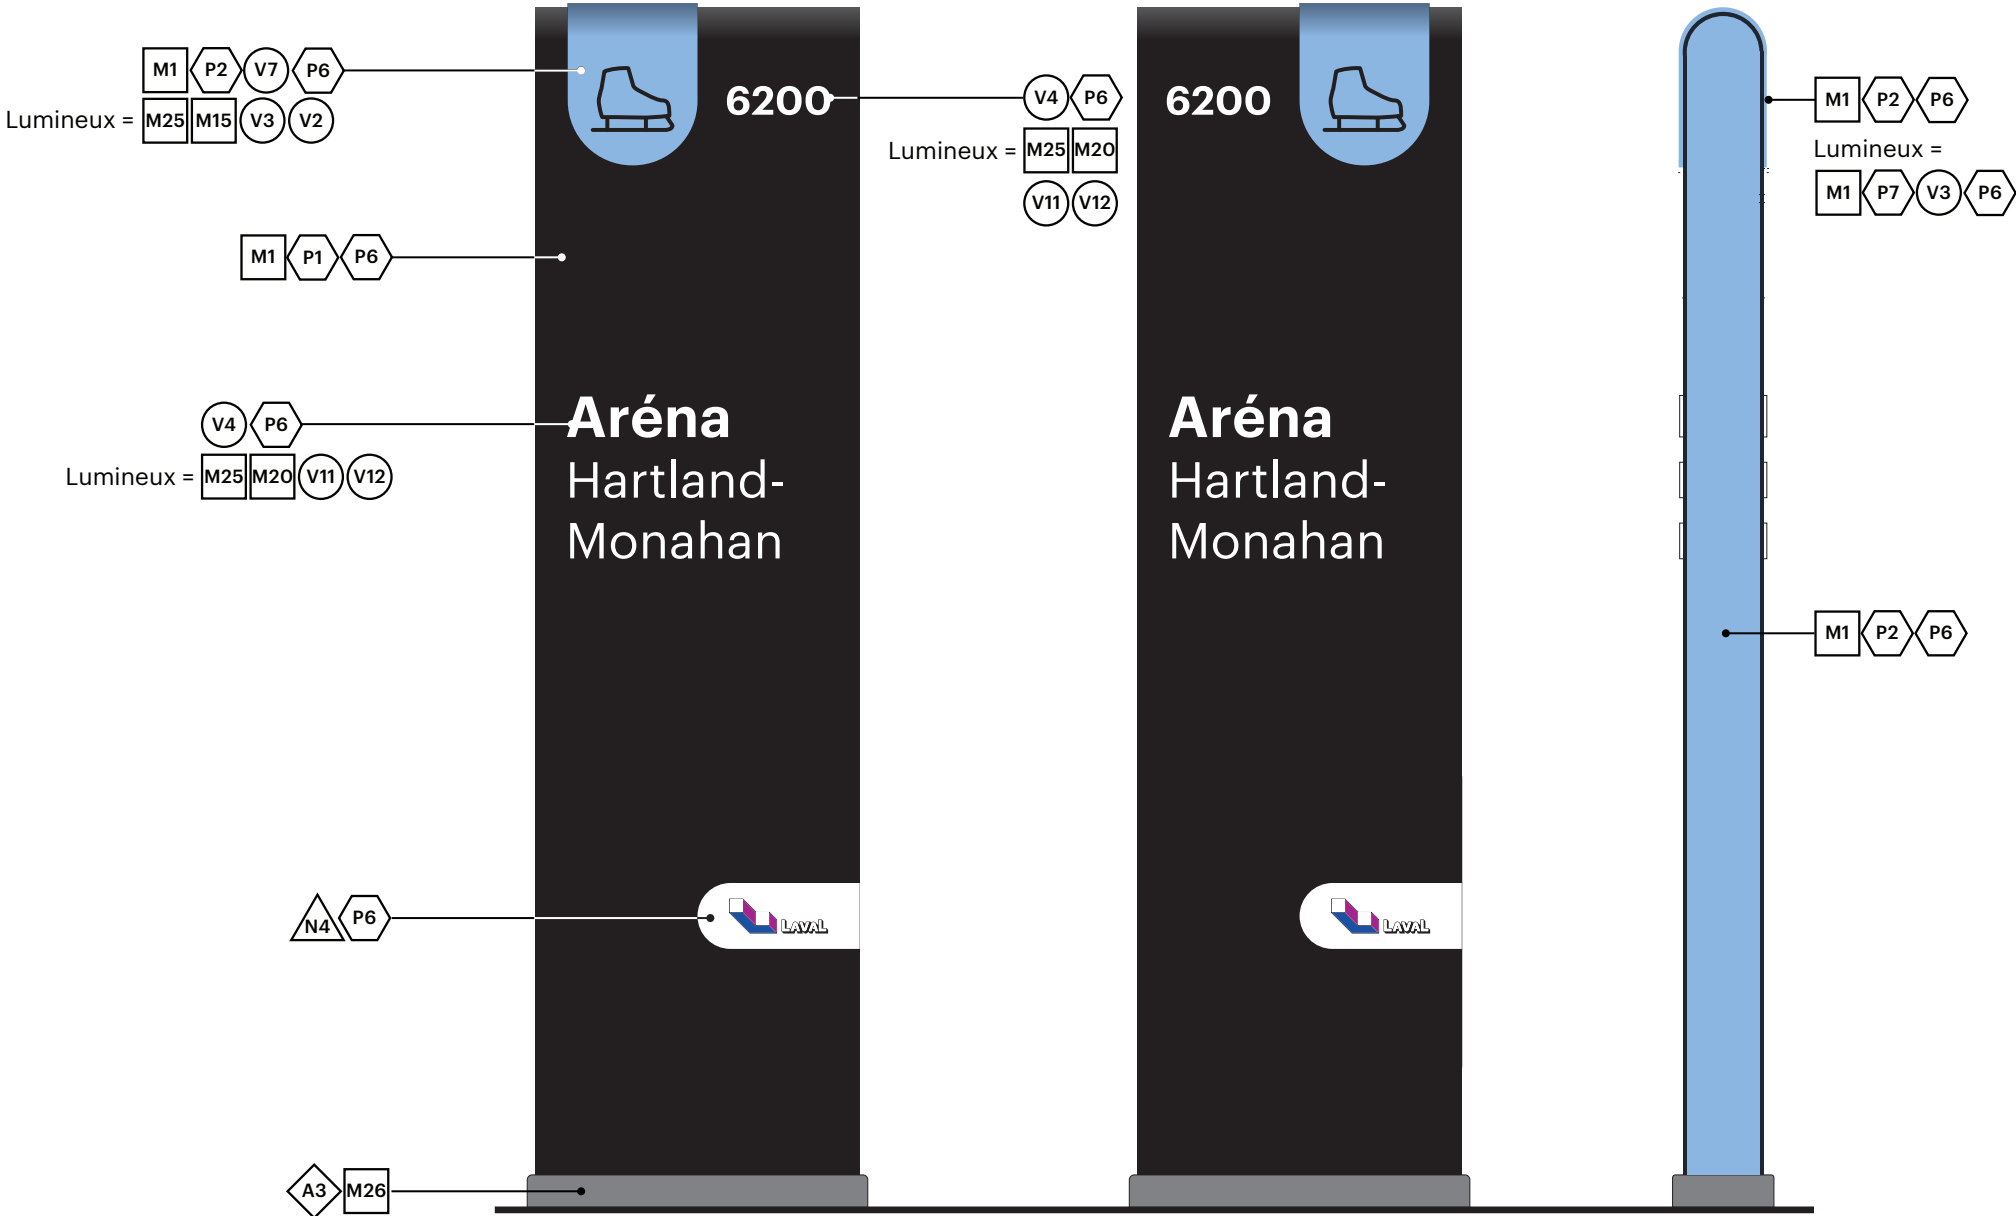 M1 P2 V7 P6
Lumineux = M25 M15 V3 V2
6200
V4 P6
Lumineux = M25 M20
V11 V12
6200
M1 P2 P6
Lumineux =
M1 P7 V3 P6
M1 P1 P6
V4 P6
Lumineux = M25 M20 V11 V12
Aréna
Hartland-
Monahan
Aréna
Hartland-
Monahan
M1 P2 P6
N4 P6
LAVAL
LAVAL
A3 M26